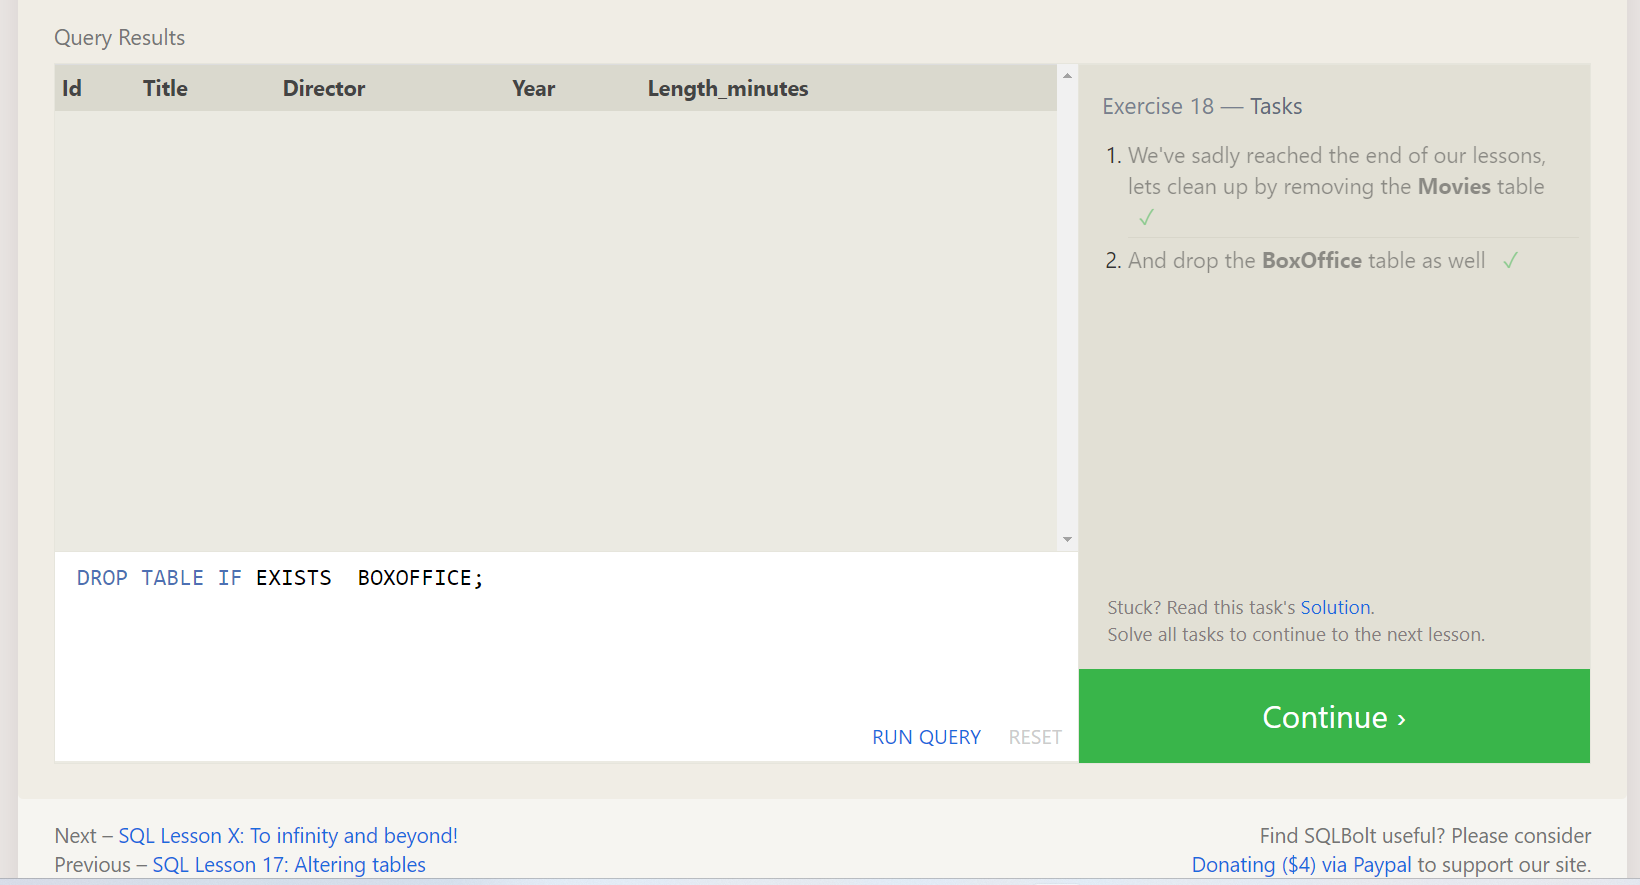 Query Results
Id Title Director Year Length_minutes
Exercise 18 — Tasks
1. We've sadly reached the end of our lessons,
lets clean up by removing the Movies table
✓
2. And drop the BoxOffice table as well ✓
DROP TABLE IF EXISTS  BOXOFFICE;
RUN QUERY RESET
Stuck? Read this task's Solution.
Solve all tasks to continue to the next lesson.
Continue ›
Next – SQL Lesson X: To infinity and beyond!
Previous – SQL Lesson 17: Altering tables
Find SQLBolt useful? Please consider
Donating ($4) via Paypal to support our site.